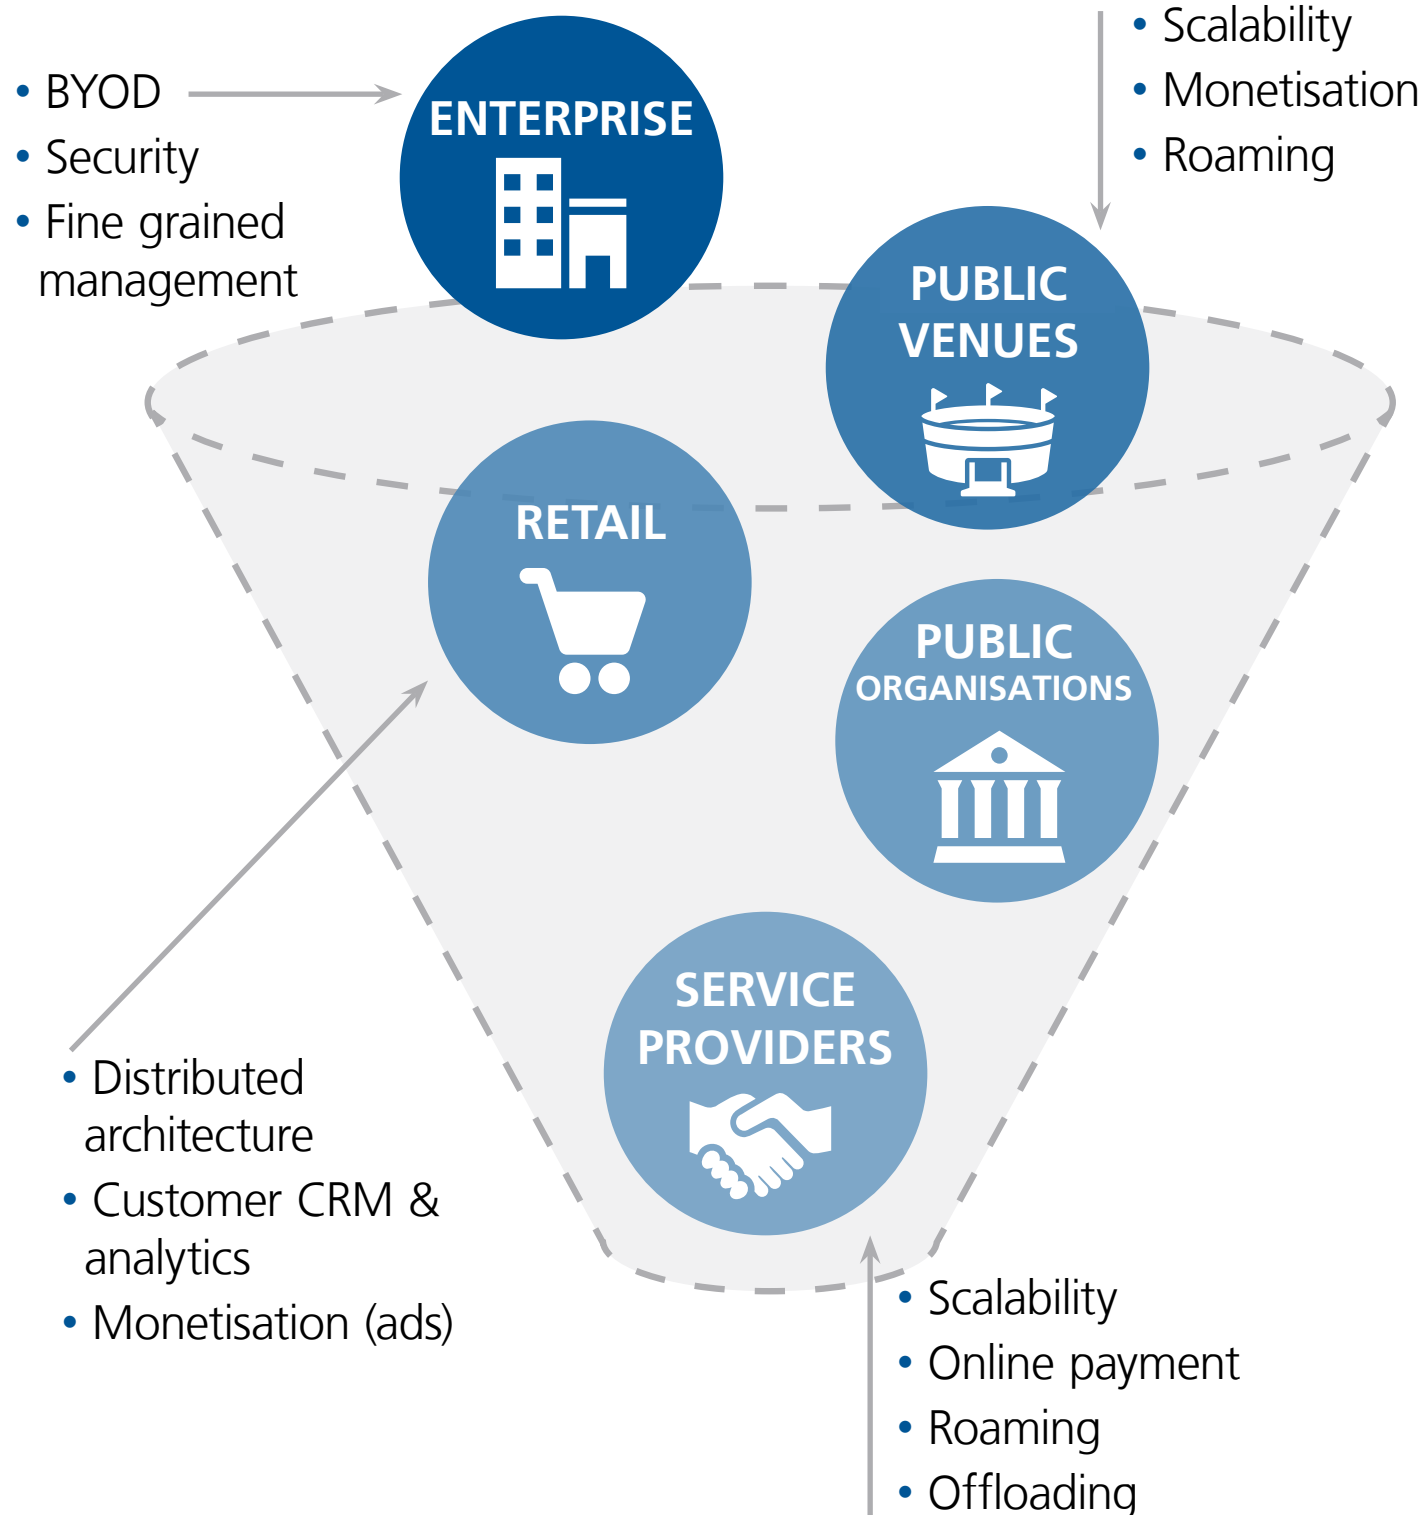 • Scalability
• Monetisation
• Roaming
• BYOD
• Security
• Fine grained
management
ENTERPRISE
PUBLIC
VENUES
RETAIL
PUBLIC
ORGANISATIONS
SERVICE
PROVIDERS
• Distributed
architecture
• Customer CRM &
analytics
• Monetisation (ads)
• Scalability
• Online payment
• Roaming
• Offloading